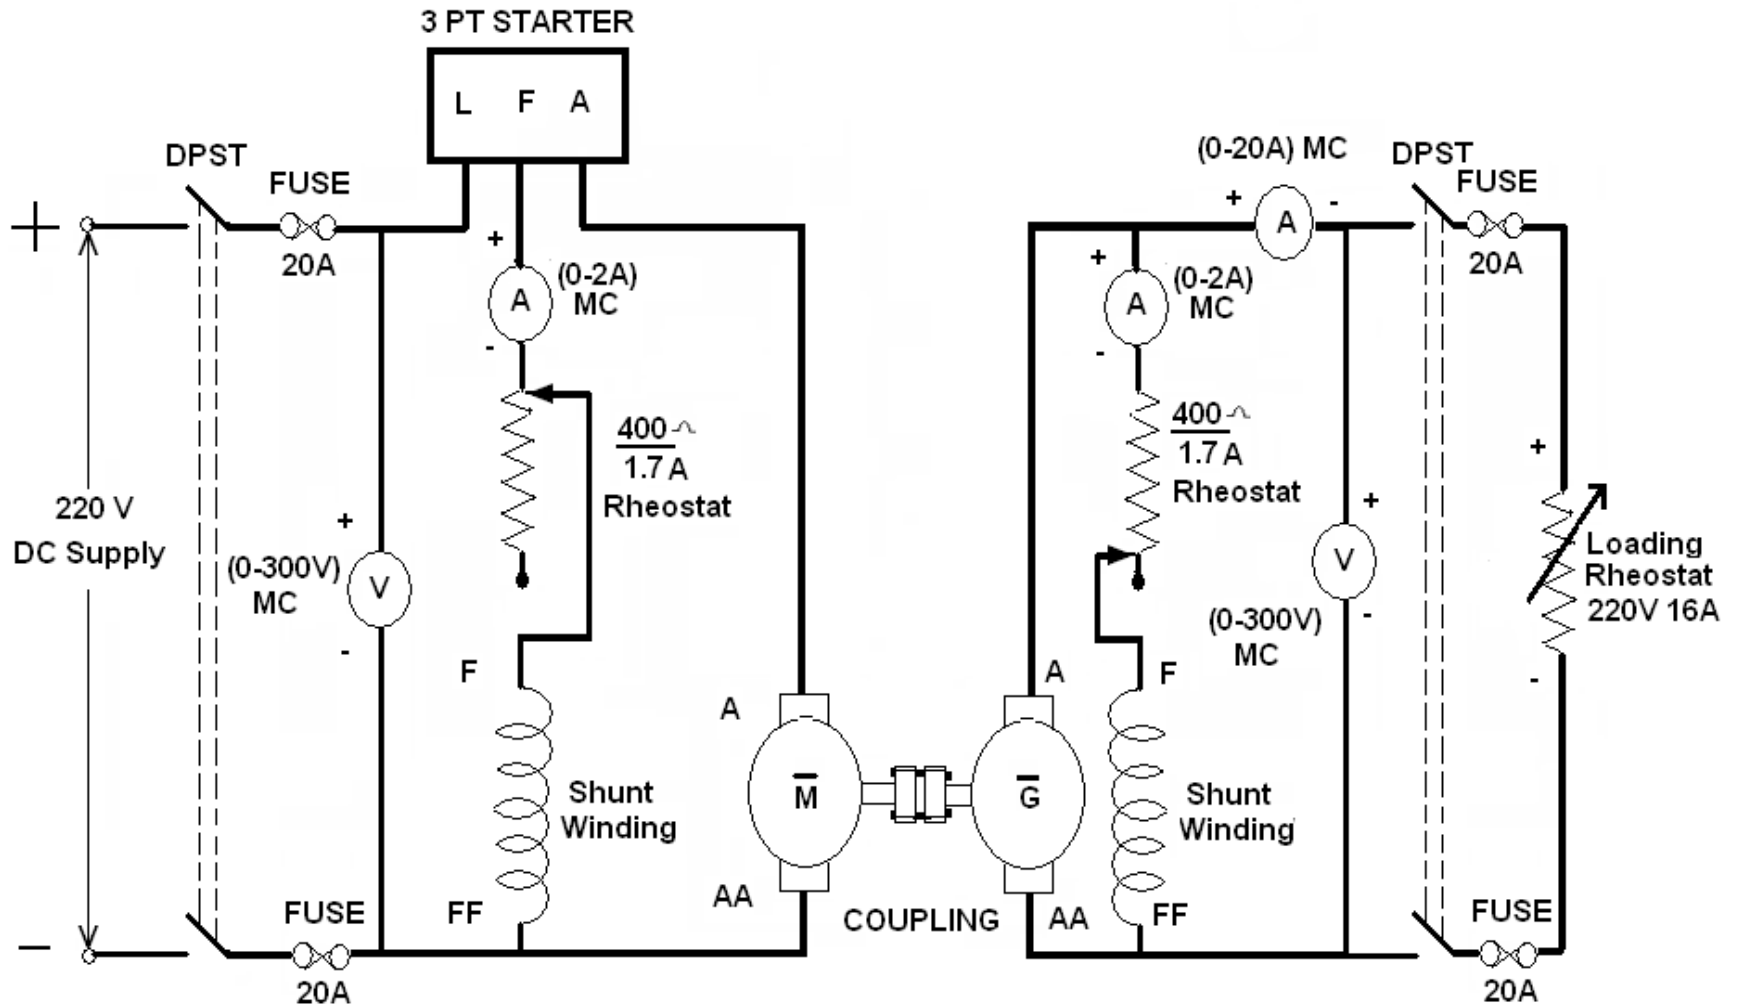 3 PT STARTER
L F A
DPST
FUSE
20A
+
(0-2A)
MC
A
-
400
1.7 A
Rheostat
+
220 V
DC Supply
-
(0-300V)
MC
+
V
-
F
Shunt
Winding
FF
FUSE
20A
A
M
AA
COUPLING
A
G
AA
(0-20A) MC
+
A
-
+
(0-2A)
MC
A
-
400
1.7 A
Rheostat
F
Shunt
Winding
FF
+
V
-
(0-300V)
MC
DPST
FUSE
20A
+
Loading
Rheostat
220V 16A
-
FUSE
20A